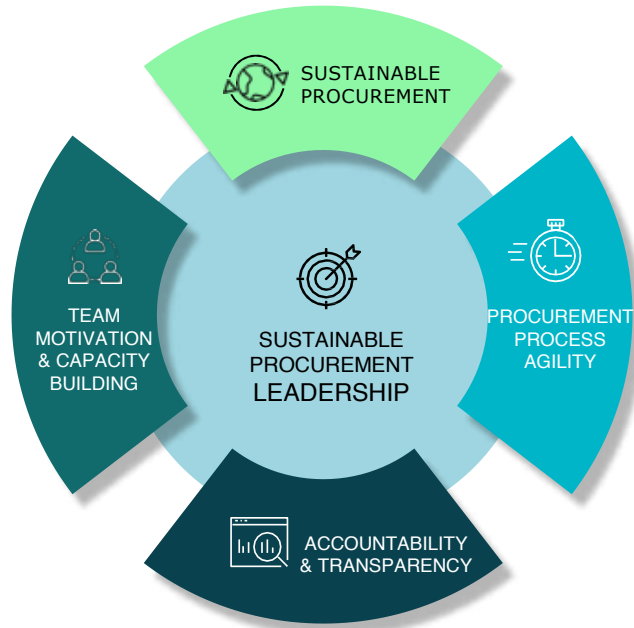 SUSTAINABLE
PROCUREMENT
TEAM
MOTIVATION
& CAPACITY
BUILDING
SUSTAINABLE
PROCUREMENT
LEADERSHIP
PROCUREMENT
PROCESS
AGILITY
ACCOUNTABILITY
& TRANSPARENCY